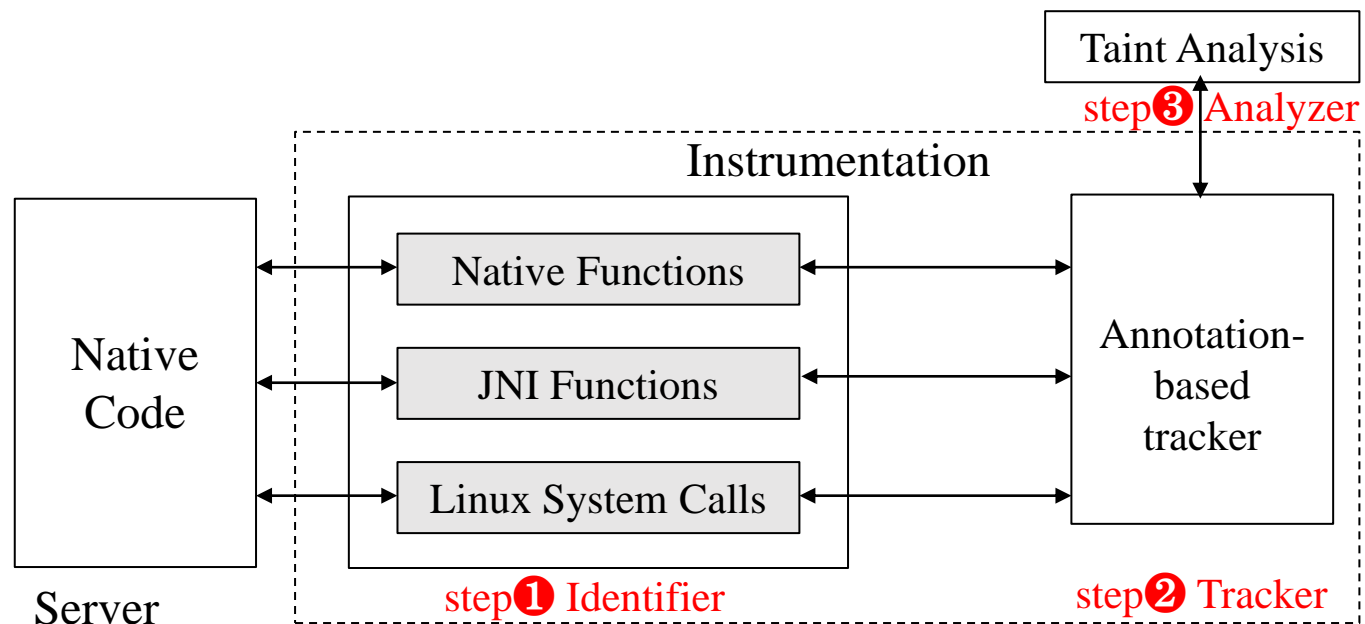 Taint Analysis
step❸ Analyzer
Instrumentation
Native Functions
Native
Code
JNI Functions
Annotation-
based
tracker
Linux System Calls
step❶ Identifier
step❷ Tracker
Server